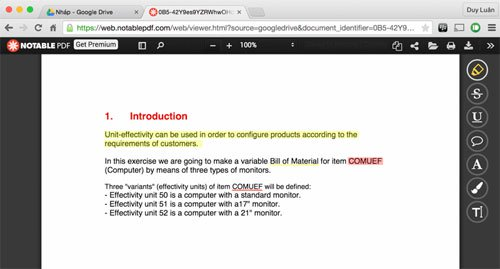 Nháp - Google Drive
Duy Luân
https://web.notablepdf.com/web/viewer.html?source=googledrive&document_identifier=0B5-42Y9
NOTABLE PDF Get Premium 100%
1. Introduction
Unit-effectivity can be used in order to configure products according to the
requirements of customers.
In this exercise we are going to make a variable Bill of Material for item COMUEF
(Computer) by means of three types of monitors.
Three "variants" (effectivity units) of item COMUEF will be defined:
- Effectivity unit 50 is a computer with a standard monitor.
- Effectivity unit 51 is a computer with a17" monitor.
- Effectivity unit 52 is a computer with a 21" monitor.